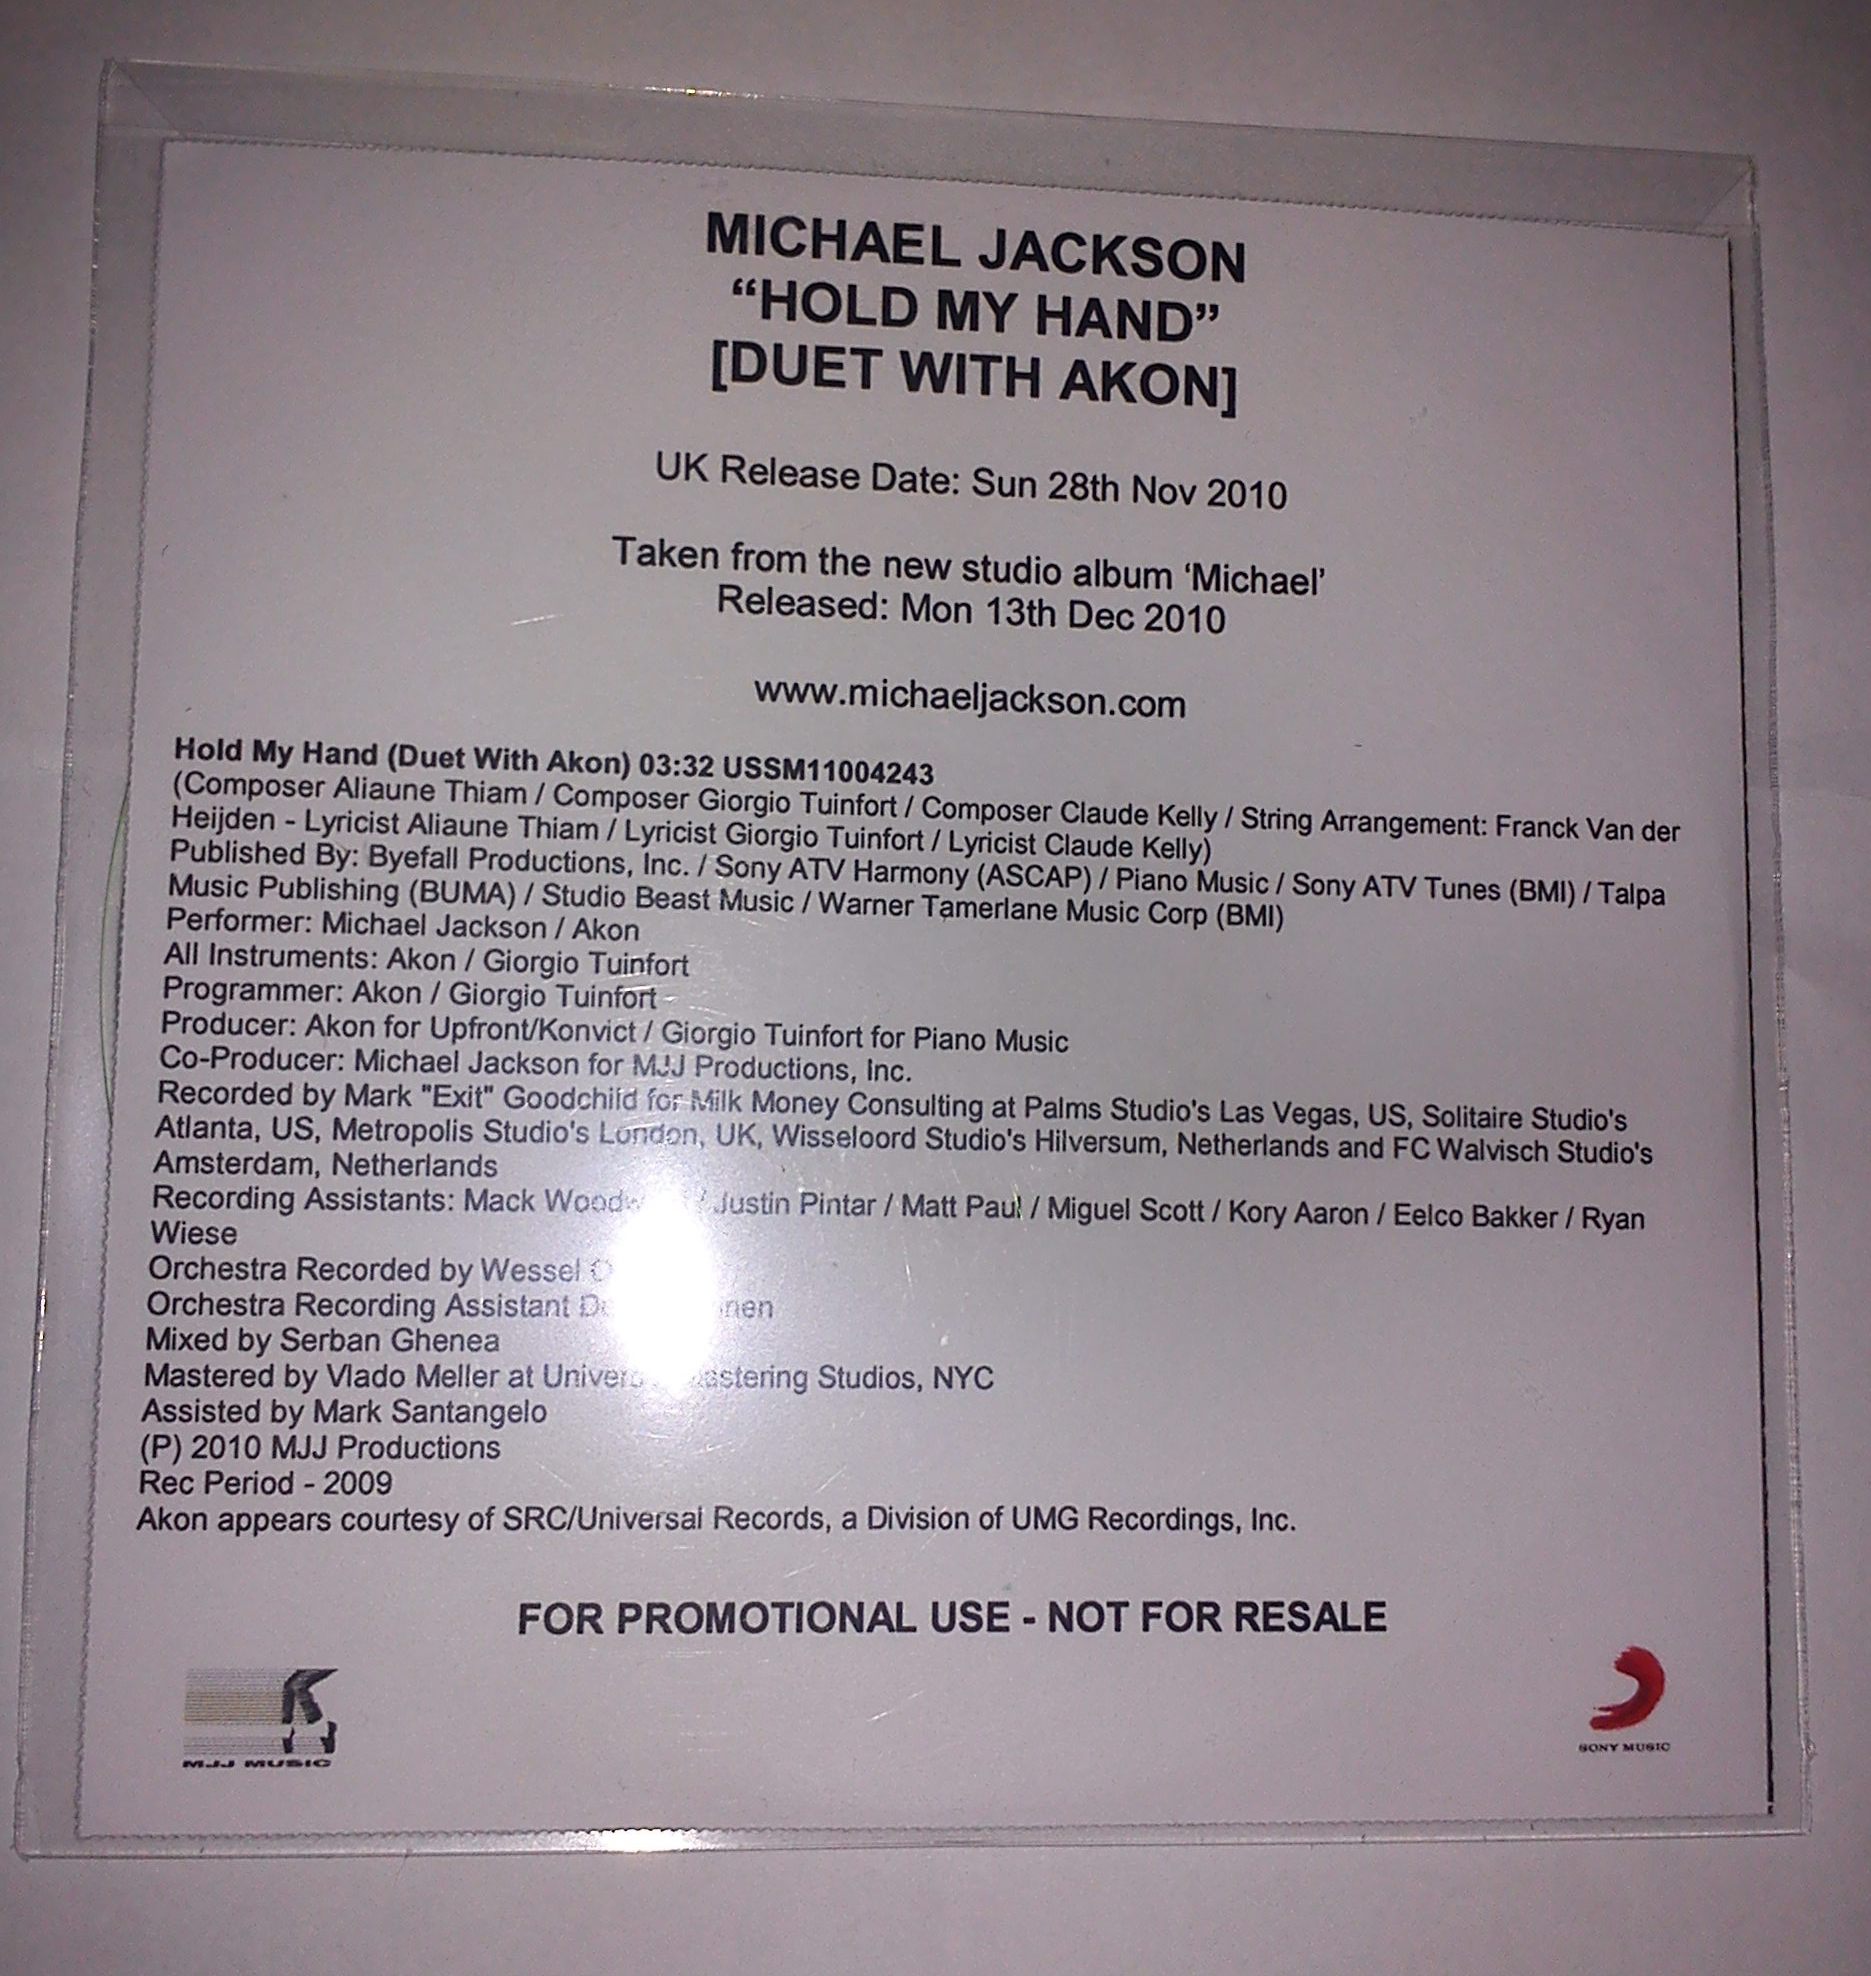 MICHAEL JACKSON
“HOLD MY HAND”
[DUET WITH AKON]
UK Release Date: Sun 28th Nov 2010
Taken from the new studio album ‘Michael’
Released: Mon 13th Dec 2010
www.michaeljackson.com
Hold My Hand (Duet With Akon) 03:32 USSM11004243
(Composer Aliaune Thiam / Composer Giorgio Tuinfort / Composer Claude Kelly / String Arrangement: Franck Van der
Heijden - Lyricist Aliaune Thiam / Lyricist Giorgio Tuinfort / Lyricist Claude Kelly)
Published By: Byefall Productions, Inc. / Sony ATV Harmony (ASCAP) / Piano Music / Sony ATV Tunes (BMI) / Talpa
Music Publishing (BUMA) / Studio Beast Music / Warner Tamerlane Music Corp (BMI)
Performer: Michael Jackson / Akon
All Instruments: Akon / Giorgio Tuinfort
Programmer: Akon / Giorgio Tuinfort
Producer: Akon for Upfront/Konvict / Giorgio Tuinfort for Piano Music
Co-Producer: Michael Jackson for MJJ Productions, Inc.
Recorded by Mark "Exit" Goodchild for Milk Money Consulting at Palms Studio's Las Vegas, US, Solitaire Studio's
Atlanta, US, Metropolis Studio's London, UK, Wisseloord Studio's Hilversum, Netherlands and FC Walvisch Studio's
Amsterdam, Netherlands
Recording Assistants: Mack / Justin Pintar / Matt Paul / Miguel Scott / Kory Aaron / Eelco Bakker / Ryan
Wiese
Orchestra Recorded by Wessel
Orchestra Recording Assistant
Mixed by Serban Ghenea
Mastered by Vlado Meller at Studios, NYC
Assisted by Mark Santangelo
(P) 2010 MJJ Productions
Rec Period - 2009
Akon appears courtesy of SRC/Universal Records, a Division of UMG Recordings, Inc.
FOR PROMOTIONAL USE - NOT FOR RESALE
MJJ MUSIC
SONY MUSIC